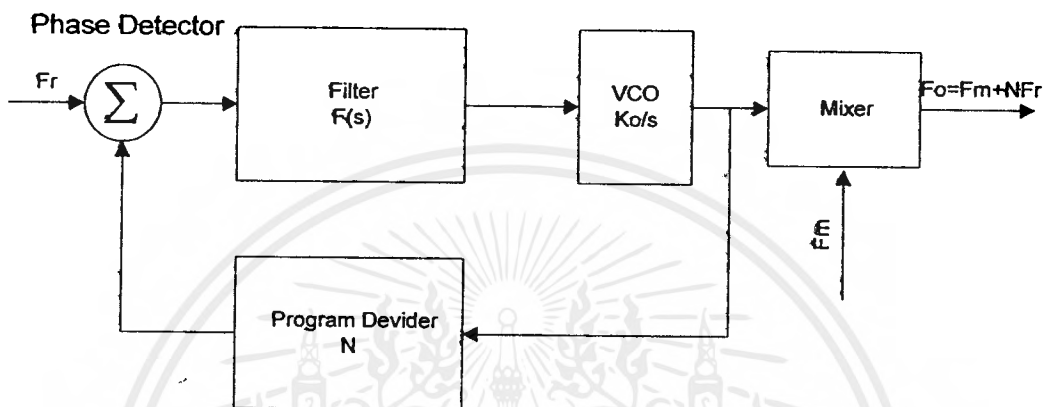 Phase Detector
Fr
Σ
Filter
F(s)
VCO
Ko/s
Mixer
Fo=Fm+NFr
Fm
Program Devider
N